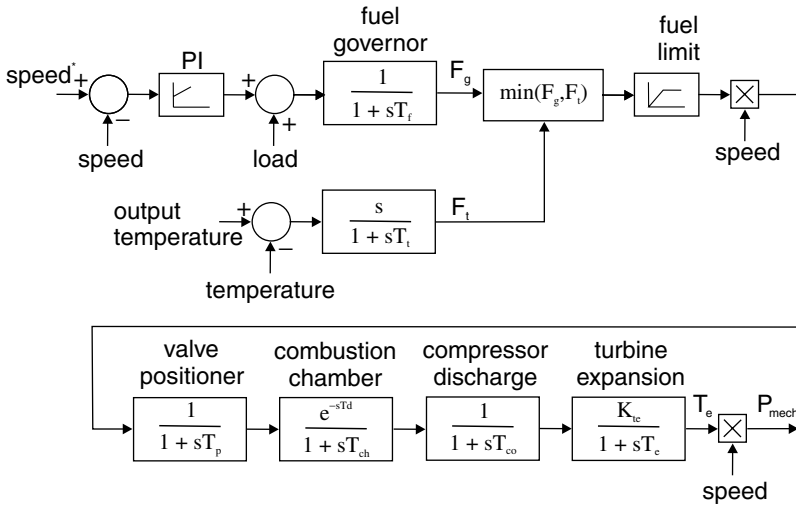 fuel
governor
fuel
limit
PI
speed*
+
−
speed
+
+
load
1
1 + sT_f
F_g
min(F_g,F_t)
×
speed
output
temperature
+
−
temperature
s
1 + sT_t
F_t
valve
positioner
1
1 + sT_p
combustion
chamber
e^-sTd
1 + sT_ch
compressor
discharge
1
1 + sT_co
turbine
expansion
K_te
1 + sT_e
T_e
×
speed
P_mech